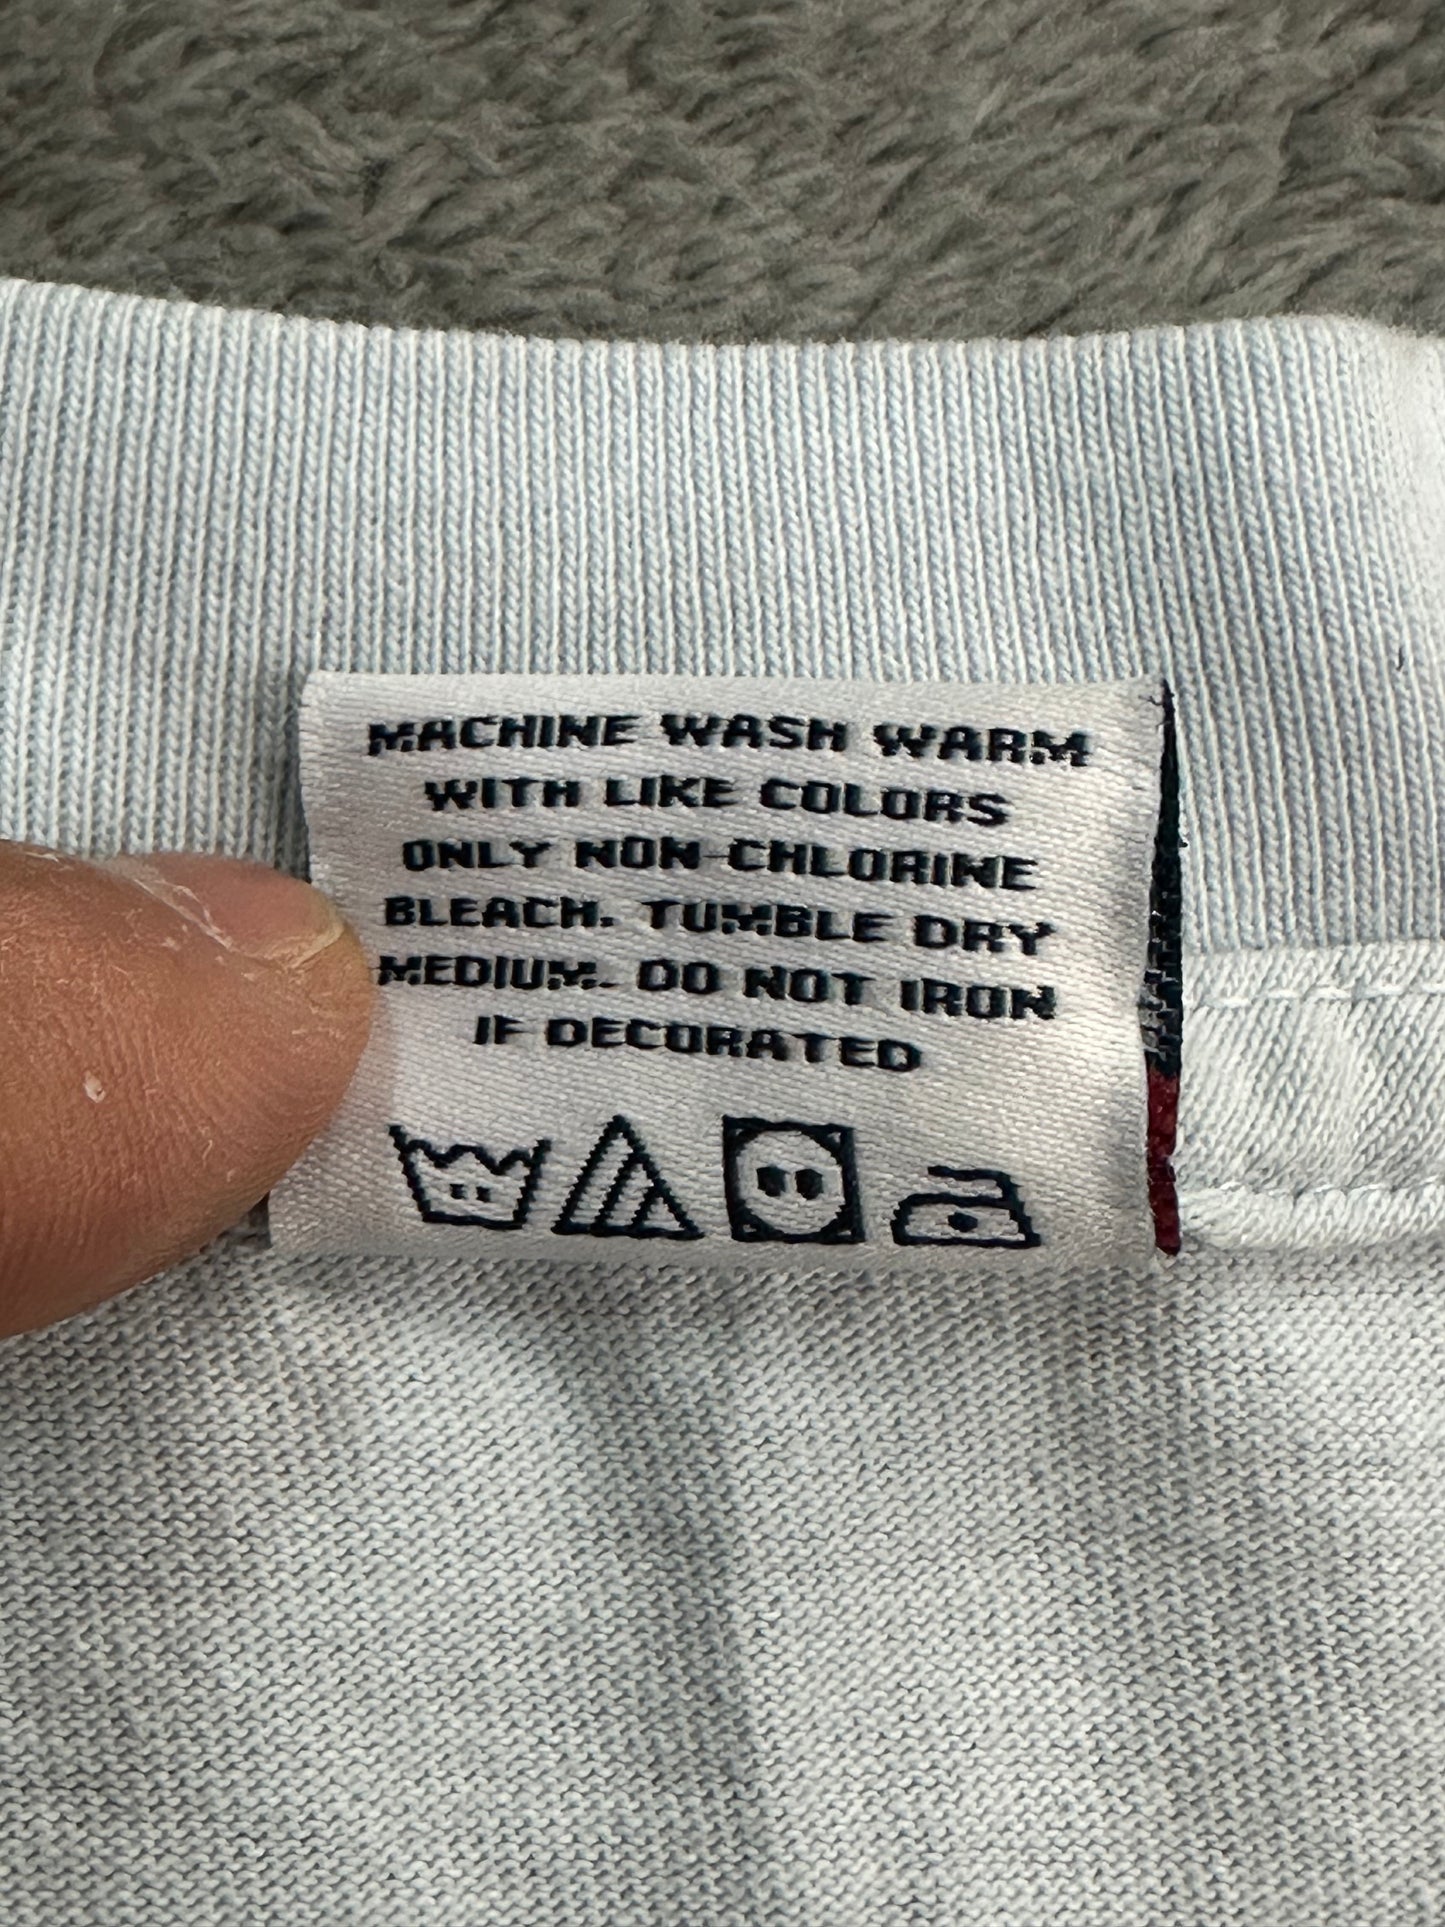 MACHINE WASH WARM
WITH LIKE COLORS
ONLY NON-CHLORINE
BLEACH. TUMBLE DRY
MEDIUM. DO NOT IRON
IF DECORATED